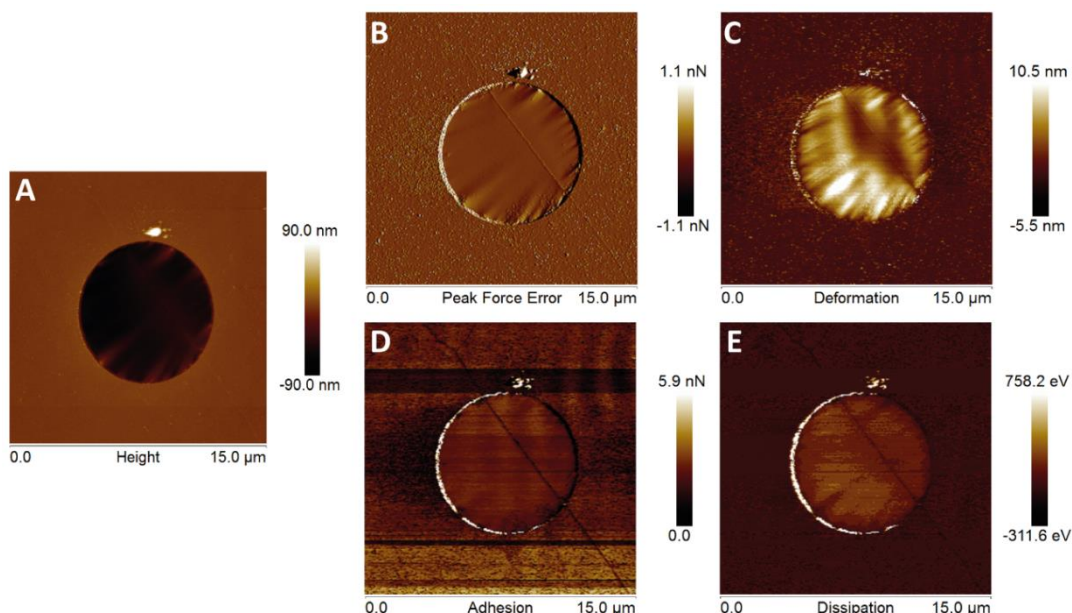 A
90.0 nm
-90.0 nm
0.0 Height 15.0 µm
B
1.1 nN
-1.1 nN
0.0 Peak Force Error 15.0 µm
C
10.5 nm
-5.5 nm
0.0 Deformation 15.0 µm
D
5.9 nN
0.0
0.0 Adhesion 15.0 µm
E
758.2 eV
-311.6 eV
0.0 Dissipation 15.0 µm